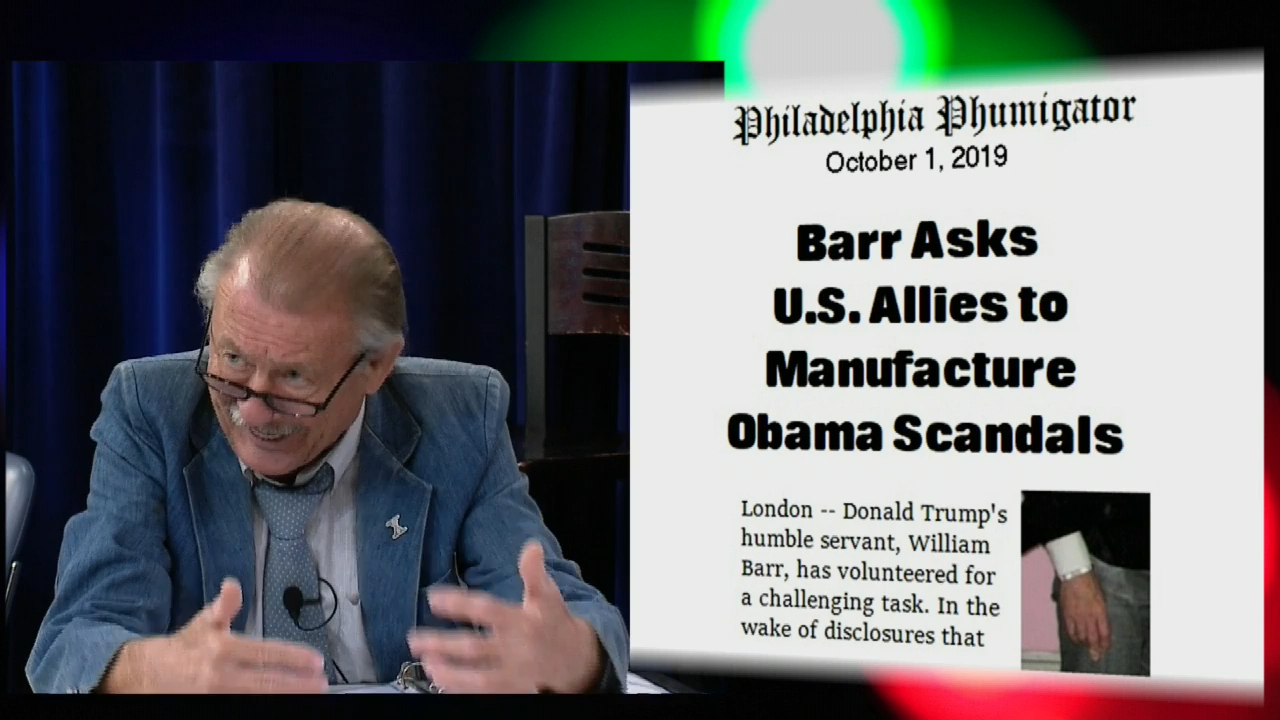 Philadelphia Phumigator
October 1, 2019
Barr Asks
U.S. Allies to
Manufacture
Obama Scandals
London -- Donald Trump's
humble servant, William
Barr, has volunteered for
a challenging task. In the
wake of disclosures that